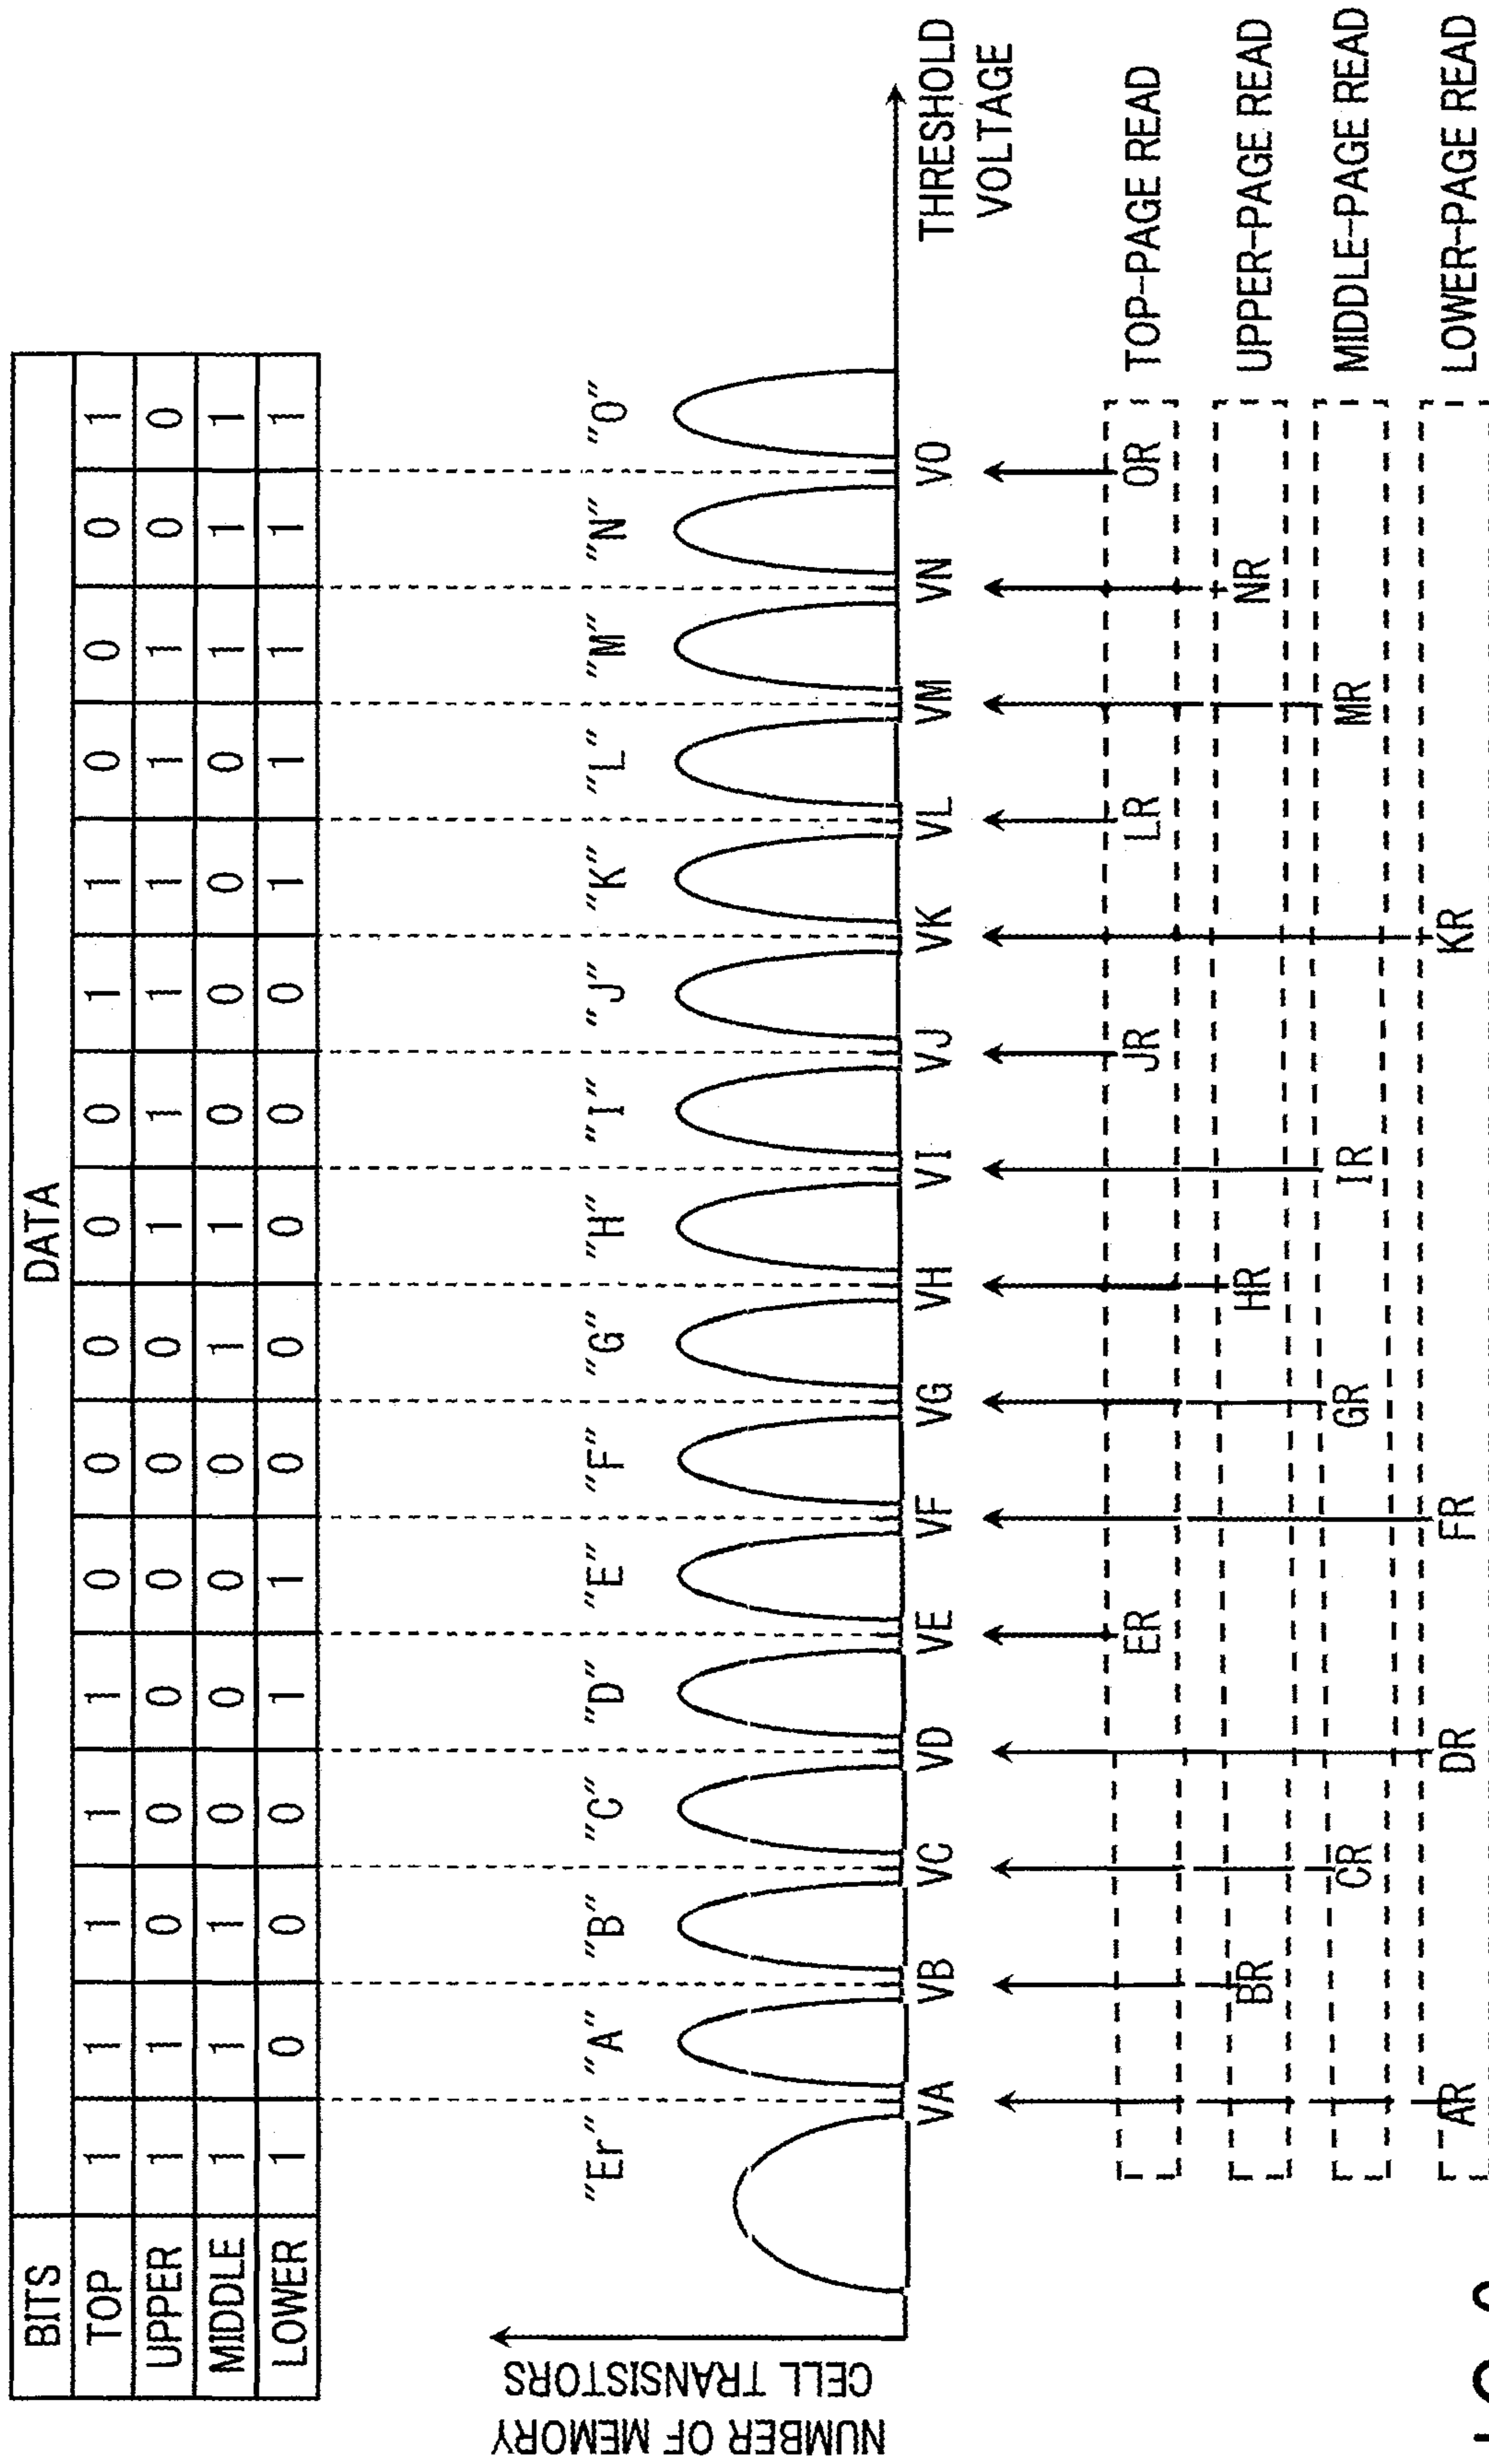 BITS DATA
TOP 1 1 1 1 1 0 0 0 0 0 1 1 0 0 0 1
UPPER 1 1 0 0 0 0 0 0 1 1 1 1 1 1 0 0
MIDDLE 1 1 1 0 0 0 0 1 1 0 0 0 0 1 1 1
LOWER 1 0 0 0 1 1 0 0 0 0 0 1 1 1 1 1
NUMBER OF MEMORY
CELL TRANSISTORS
"Er" "A" "B" "C" "D" "E" "F" "G" "H" "I" "J" "K" "L" "M" "N" "O"
VA VB VC VD VE VF VG VH VI VJ VK VL VM VN VO
THRESHOLD
VOLTAGE
ER JR LR OR TOP-PAGE READ
BR HR NR UPPER-PAGE READ
CR GR IR MR MIDDLE-PAGE READ
AR DR FR KR LOWER-PAGE READ